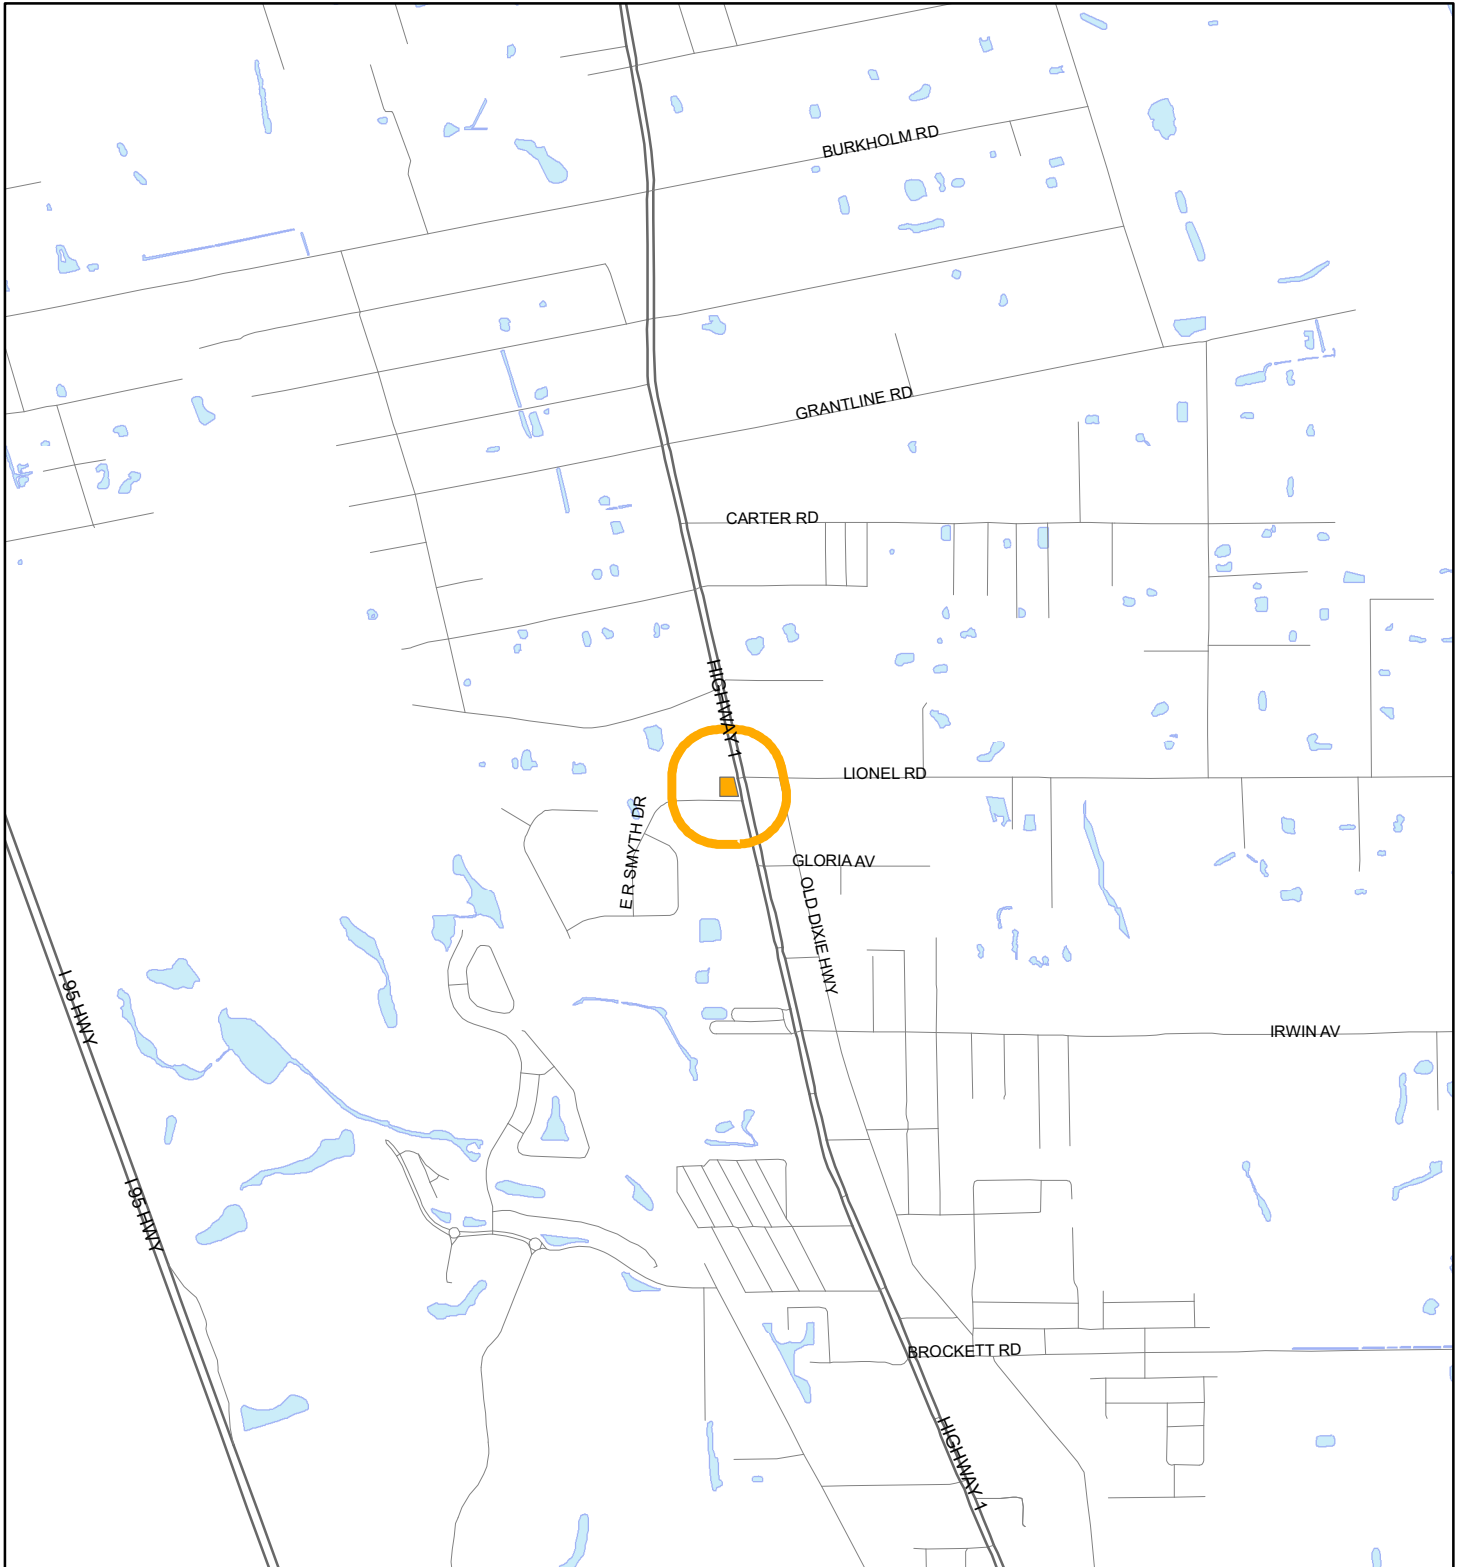 BURKHOLM RD
GRANTLINE RD
CARTER RD
HIGHWAY 1
LIONEL RD
E R SMYTH DR
GLORIA AV
OLD DIXIE HWY
I 95 HWY
IRWIN AV
I 95 HWY
BROCKETT RD
HIGHWAY 1